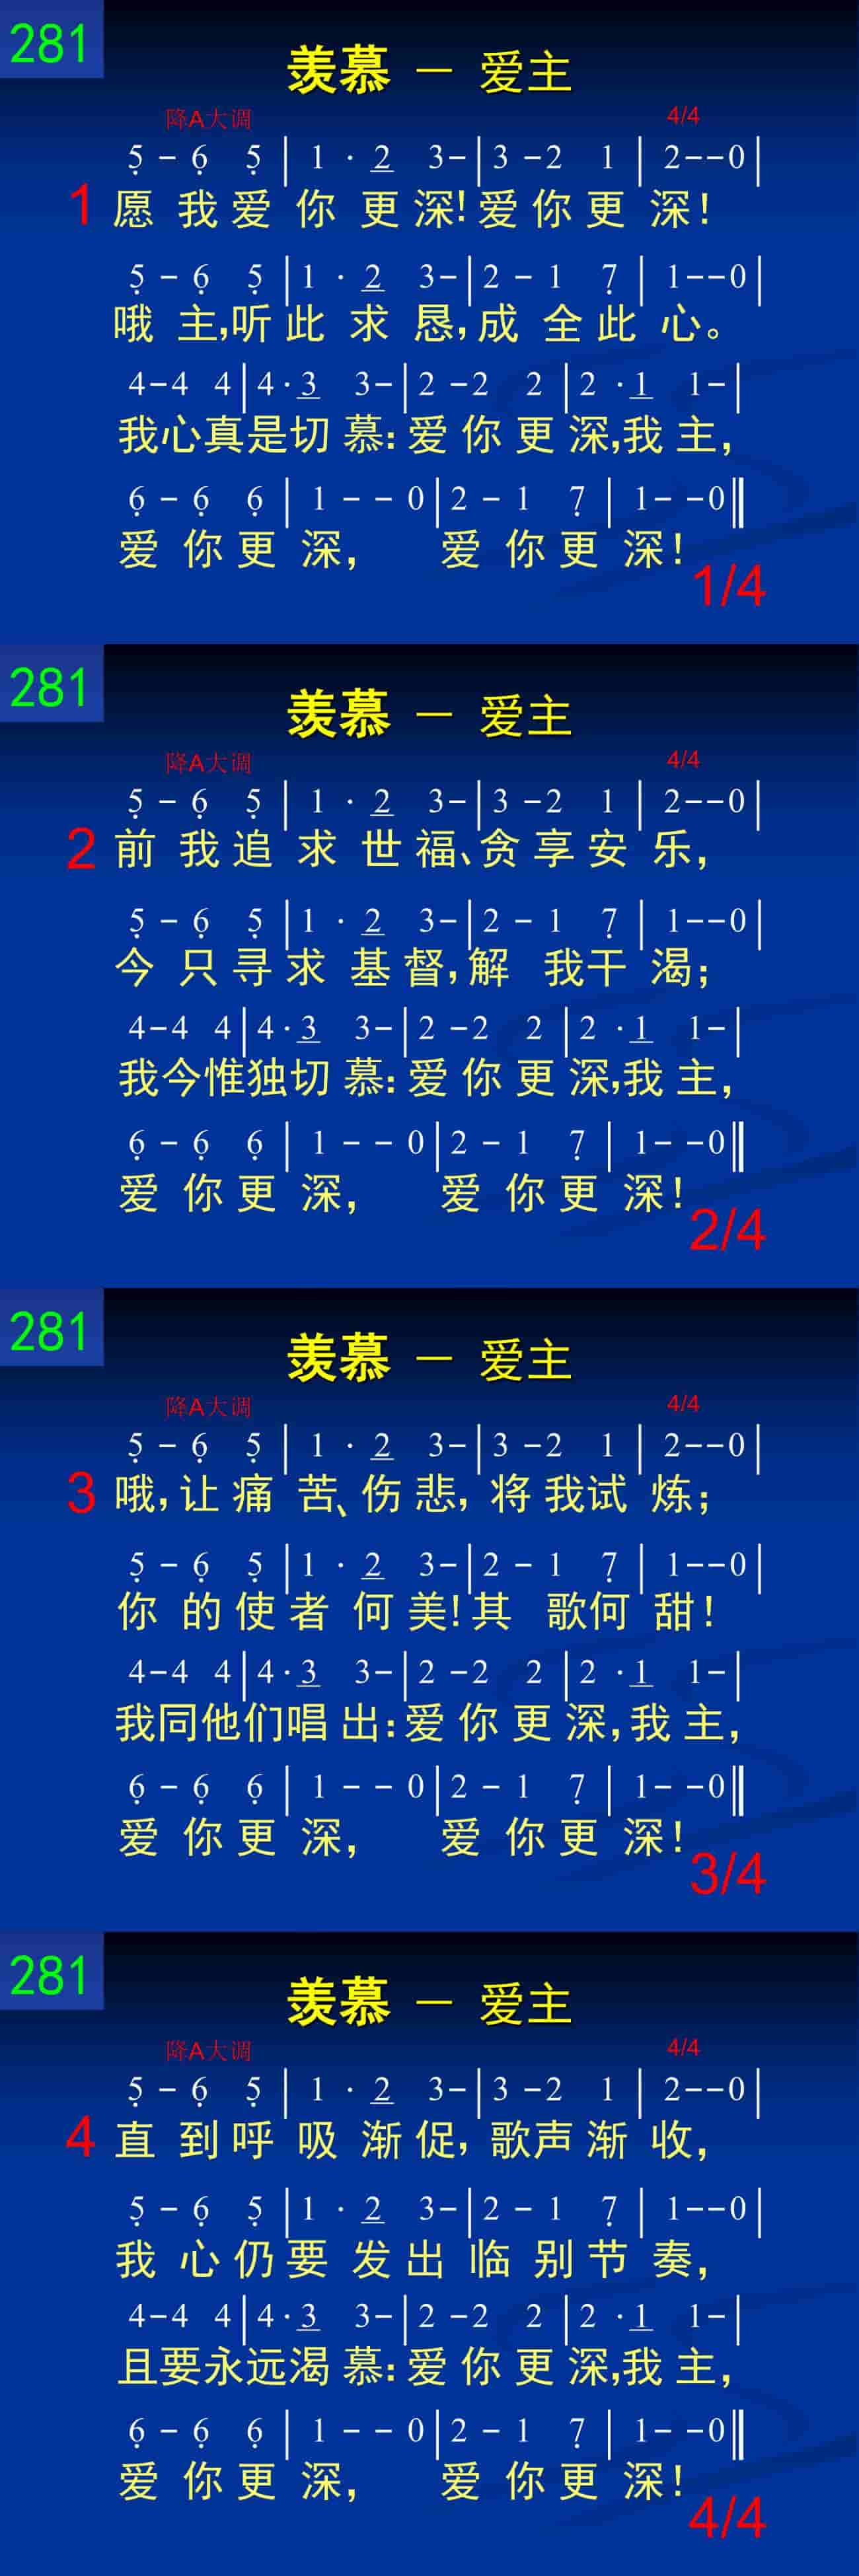 281
羡慕 — 爱主
降A大调 4/4
5̣ - 6̣ 5̣ | 1 · 2̲ 3- | 3 -2 1 | 2--0 |
1 愿 我 爱 你 更 深! 爱 你 更 深!
5̣ - 6̣ 5̣ | 1 · 2̲ 3- | 2 - 1 7̣ | 1--0 |
哦 主,听 此 求 恳,成 全 此 心。
4-4 4 | 4 · 3̲ 3- | 2 -2 2 | 2 · 1̲ 1- |
我心真是切 慕: 爱 你 更 深,我 主,
6̣ - 6̣ 6̣ | 1 - - 0 | 2 - 1 7̣ | 1- -0 ‖
爱 你 更 深, 爱 你 更 深!
1/4
281
羡慕 — 爱主
降A大调 4/4
5̣ - 6̣ 5̣ | 1 · 2̲ 3- | 3 -2 1 | 2--0 |
2 前 我 追 求 世 福、贪 享 安 乐,
5̣ - 6̣ 5̣ | 1 · 2̲ 3- | 2 - 1 7̣ | 1--0 |
今 只 寻 求 基 督,解 我干 渴;
4-4 4 | 4 · 3̲ 3- | 2 -2 2 | 2 · 1̲ 1- |
我今惟独切 慕: 爱 你 更 深,我 主,
6̣ - 6̣ 6̣ | 1 - - 0 | 2 - 1 7̣ | 1- -0 ‖
爱 你 更 深, 爱 你 更 深!
2/4
281
羡慕 — 爱主
降A大调 4/4
5̣ - 6̣ 5̣ | 1 · 2̲ 3- | 3 -2 1 | 2--0 |
3 哦, 让 痛 苦、伤 悲, 将 我试 炼;
5̣ - 6̣ 5̣ | 1 · 2̲ 3- | 2 - 1 7̣ | 1--0 |
你 的 使 者 何 美! 其 歌何 甜!
4-4 4 | 4 · 3̲ 3- | 2 -2 2 | 2 · 1̲ 1- |
我同他们唱 出: 爱 你 更 深, 我 主,
6̣ - 6̣ 6̣ | 1 - - 0 | 2 - 1 7̣ | 1- -0 ‖
爱 你 更 深, 爱 你 更 深!
3/4
281
羡慕 — 爱主
降A大调 4/4
5̣ - 6̣ 5̣ | 1 · 2̲ 3- | 3 -2 1 | 2--0 |
4 直 到 呼 吸 渐 促, 歌声 渐 收,
5̣ - 6̣ 5̣ | 1 · 2̲ 3- | 2 - 1 7̣ | 1--0 |
我 心 仍 要 发 出 临 别 节 奏,
4-4 4 | 4 · 3̲ 3- | 2 -2 2 | 2 · 1̲ 1- |
且要永远渴 慕: 爱 你 更 深,我 主,
6̣ - 6̣ 6̣ | 1 - - 0 | 2 - 1 7̣ | 1- -0 ‖
爱 你 更 深, 爱 你 更 深!
4/4